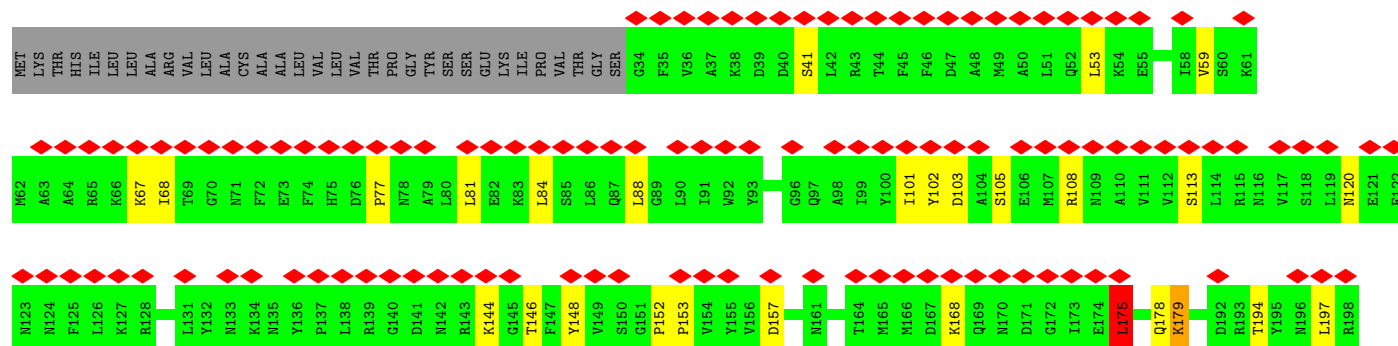 MET LYS THR HIS ILE LEU LEU ALA ARG VAL LEU ALA CYS ALA ALA LEU VAL LEU VAL THR PRO GLY TYR SER SER GLU LYS ILE PRO VAL THR GLY SER G34 F35 V36 A37 K38 D39 D40 S41 L42 R43 T44 F45 F46 D47 A48 M49 A50 L51 Q52 L53 K54 E55 I58 V59 S60 K61
M62 A63 A64 R65 K66 K67 I68 T69 G70 N71 F72 E73 F74 H75 D76 P77 N78 A79 L80 L81 E82 K83 L84 S85 L86 Q87 L88 G89 L90 I91 W92 Y93 G96 Q97 A98 I99 Y100 I101 Y102 D103 A104 S105 E106 M107 R108 N109 A110 V111 V112 S113 L114 R115 N116 V117 S118 L119 N120 E121 F122
N123 N124 F125 L126 K127 R128 L131 Y132 N133 K134 N135 Y136 P137 L138 R139 G140 D141 N142 R143 K144 G145 T146 F147 Y148 V149 S150 G151 P152 P153 V154 Y155 V156 D157 N161 T164 M165 M166 D167 K168 Q169 N170 D171 G172 I173 E174 L175 Q178 K179 D192 R193 T194 Y195 N196 L197 R198